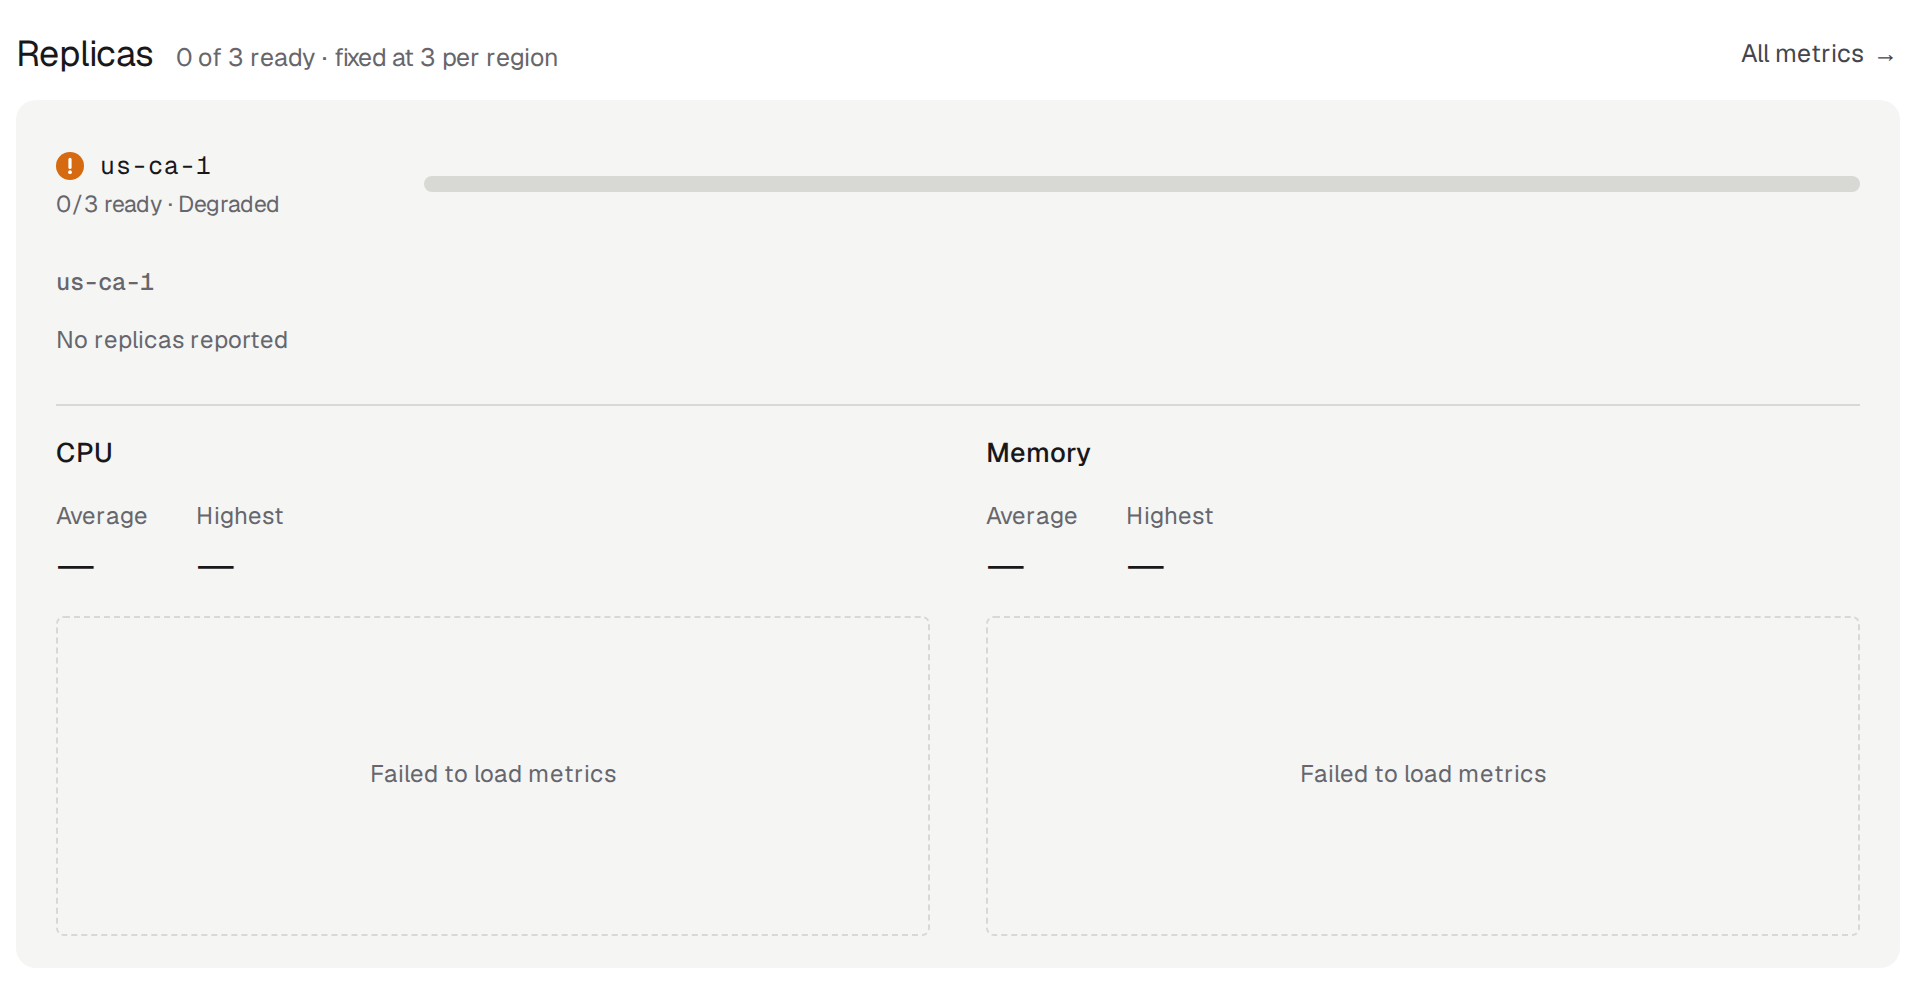 Replicas 0 of 3 ready · fixed at 3 per region
All metrics →
us-ca-1
0/3 ready · Degraded
us-ca-1
No replicas reported
CPU
Average Highest
— —
Failed to load metrics
Memory
Average Highest
— —
Failed to load metrics